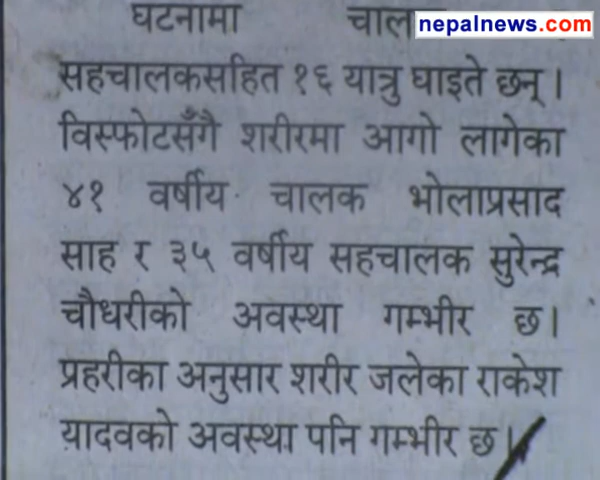 nepalnews.com
घटनामा
सहचालकसहित १६ यात्रु घाइते छन् ।
विस्फोटसँगै शरीरमा आगो लागेका
४१ वर्षीय चालक भोलाप्रसाद
साह र ३५ वर्षीय सहचालक सुरेन्द्र
चौधरीको अवस्था गम्भीर छ।
प्रहरीका अनुसार शरीर जलेका राकेश
यादवको अवस्था पनि गम्भीर छ।